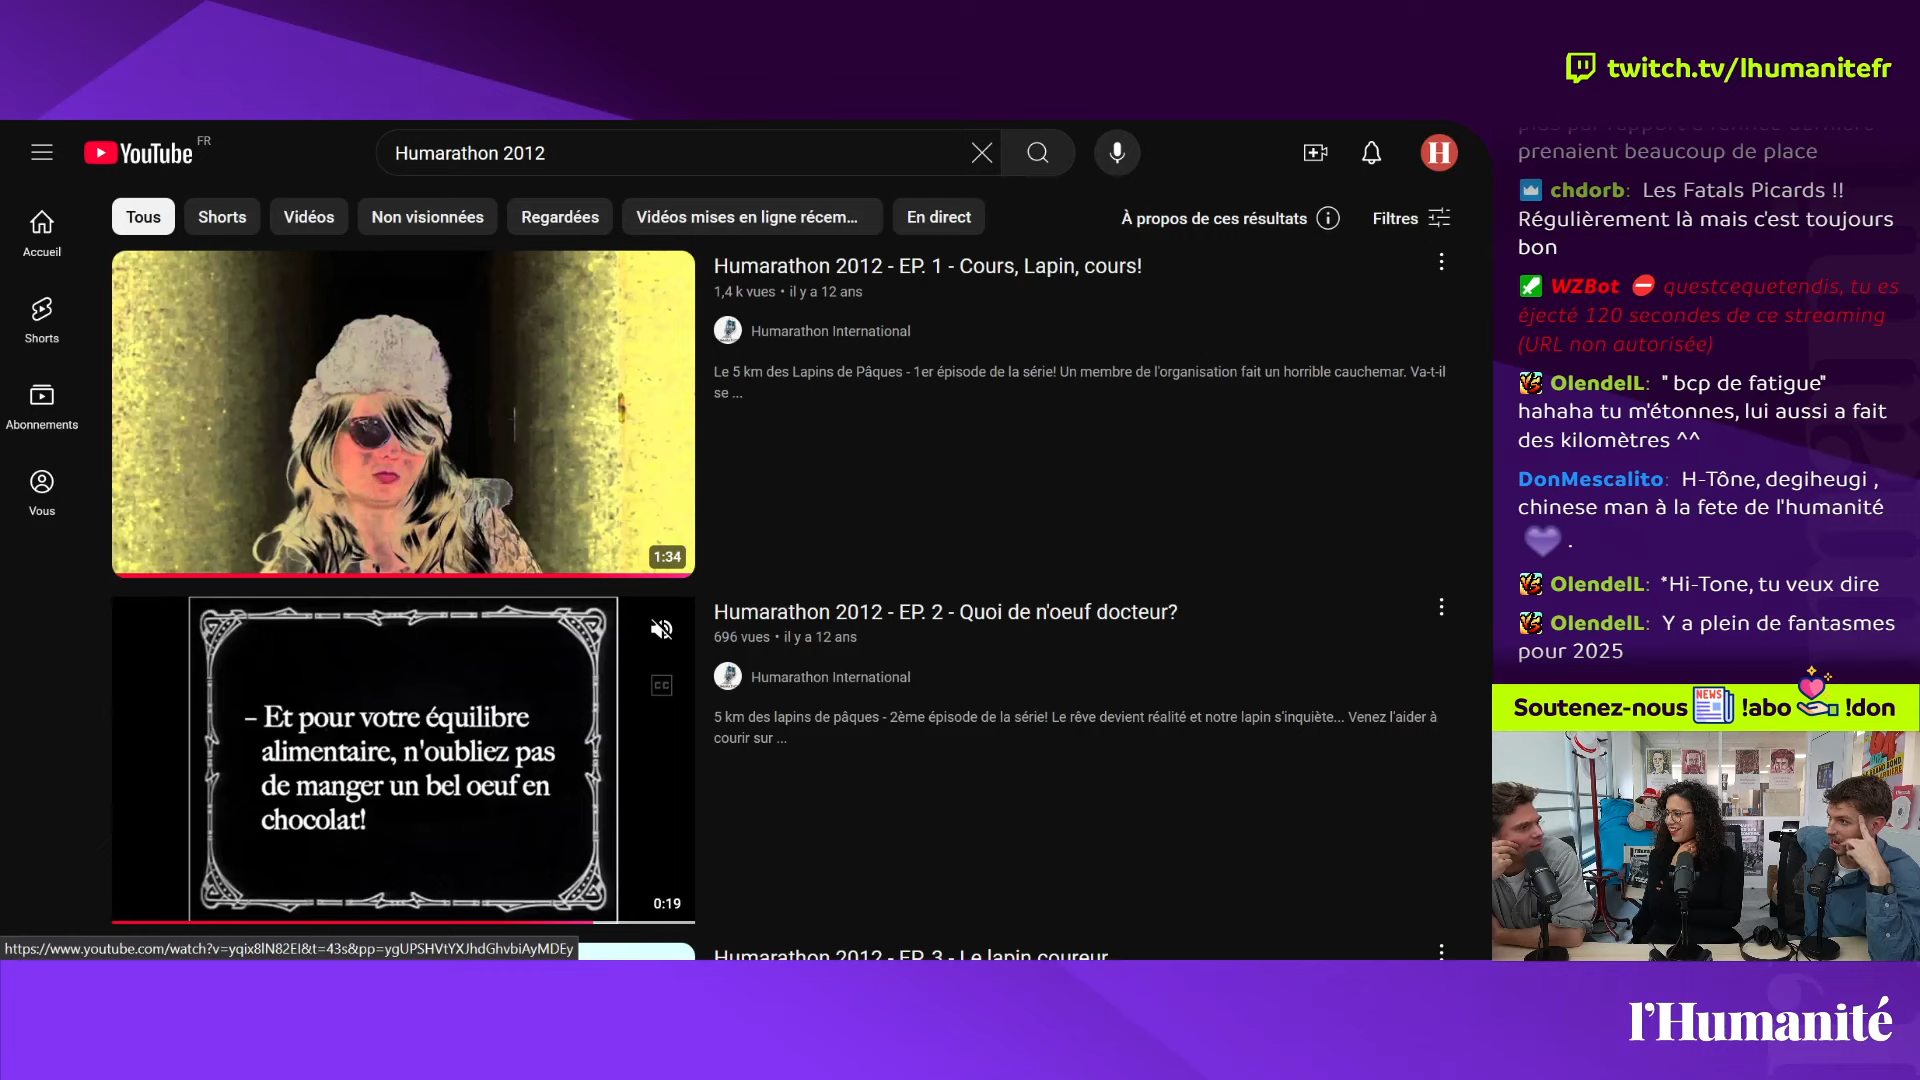 twitch.tv/lhumanitefr
YouTube FR
Humarathon 2012
Tous
Shorts
Vidéos
Non visionnées
Regardées
Vidéos mises en ligne récem...
En direct
À propos de ces résultats
Filtres
Accueil
Shorts
Abonnements
Vous
1:34
Humarathon 2012 - EP. 1 - Cours, Lapin, cours!
1,4 k vues • il y a 12 ans
Humarathon International
Le 5 km des Lapins de Pâques - 1er épisode de la série! Un membre de l'organisation fait un horrible cauchemar. Va-t-il
se ...
– Et pour votre équilibre
alimentaire, n'oubliez pas
de manger un bel oeuf en
chocolat!
CC
0:19
Humarathon 2012 - EP. 2 - Quoi de n'oeuf docteur?
696 vues • il y a 12 ans
Humarathon International
5 km des lapins de pâques - 2ème épisode de la série! Le rêve devient réalité et notre lapin s'inquiète... Venez l'aider à
courir sur ...
Humarathon 2012 - EP. 3 - Le lapin coureur
https://www.youtube.com/watch?v=yqix8lN82EI&t=43s&pp=ygUPSHVtYXJhdGhvbiAyMDEy
prenaient beaucoup de place
chdorb: Les Fatals Picards !!
Régulièrement là mais c'est toujours
bon
WZBot questcequetendis, tu es
éjecté 120 secondes de ce streaming
(URL non autorisée)
OlendelL: " bcp de fatigue"
hahaha tu m'étonnes, lui aussi a fait
des kilomètres ^^
DonMescalito: H-Tône, degiheugi ,
chinese man à la fete de l'humanité
.
OlendelL: *Hi-Tone, tu veux dire
OlendelL: Y a plein de fantasmes
pour 2025
Soutenez-nous NEWS !abo !don
l'Humanité